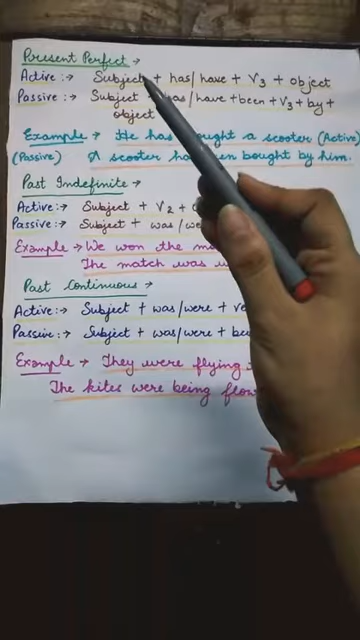 Present Perfect →
Active :→ Subject + has/have + V3 + object
Passive :→ Subject + has/have + been + V3 + by + object
Example :→ He has bought a scooter (Active)
(Passive) A scooter has been bought by him.
Past Indefinite :→
Active :→ Subject + V2 +
Passive :→ Subject + was/
Example → We won the
The match was
Past Continuous :→
Active :→ Subject + was/were +
Passive :→ Subject + was/were +
Example → They were flying
The kites were being